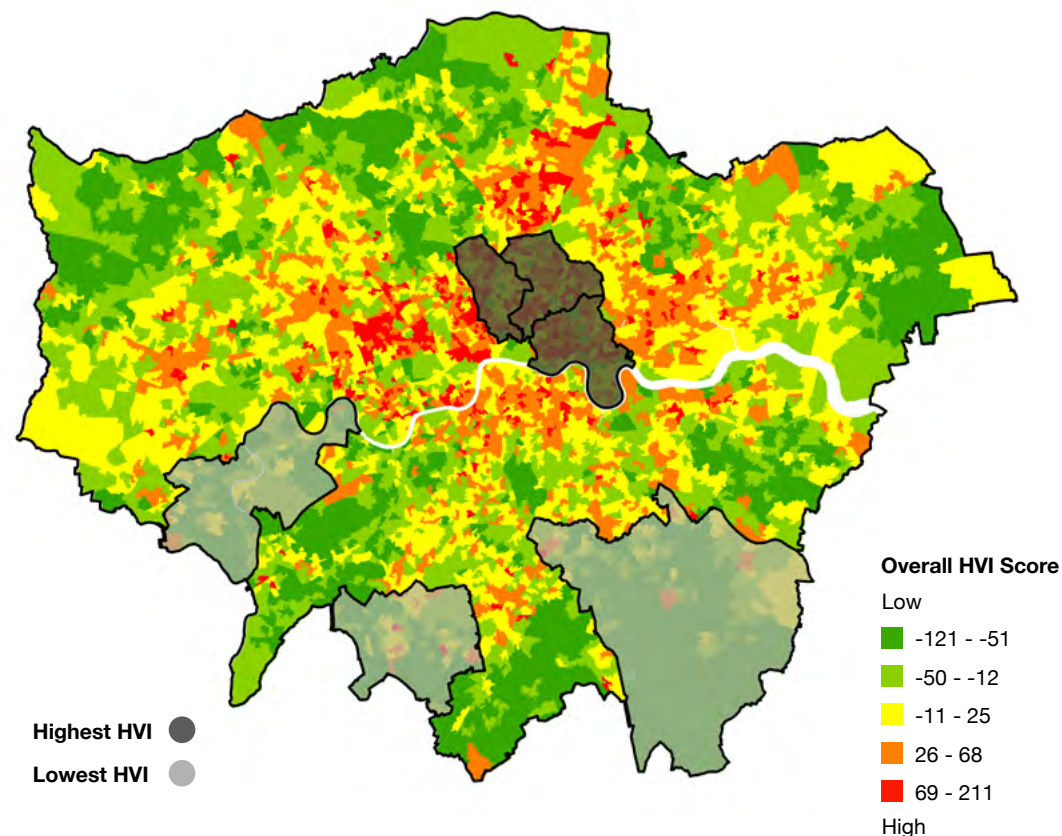 Highest HVI
Lowest HVI
Overall HVI Score
Low
-121 - -51
-50 - -12
-11 - 25
26 - 68
69 - 211
High